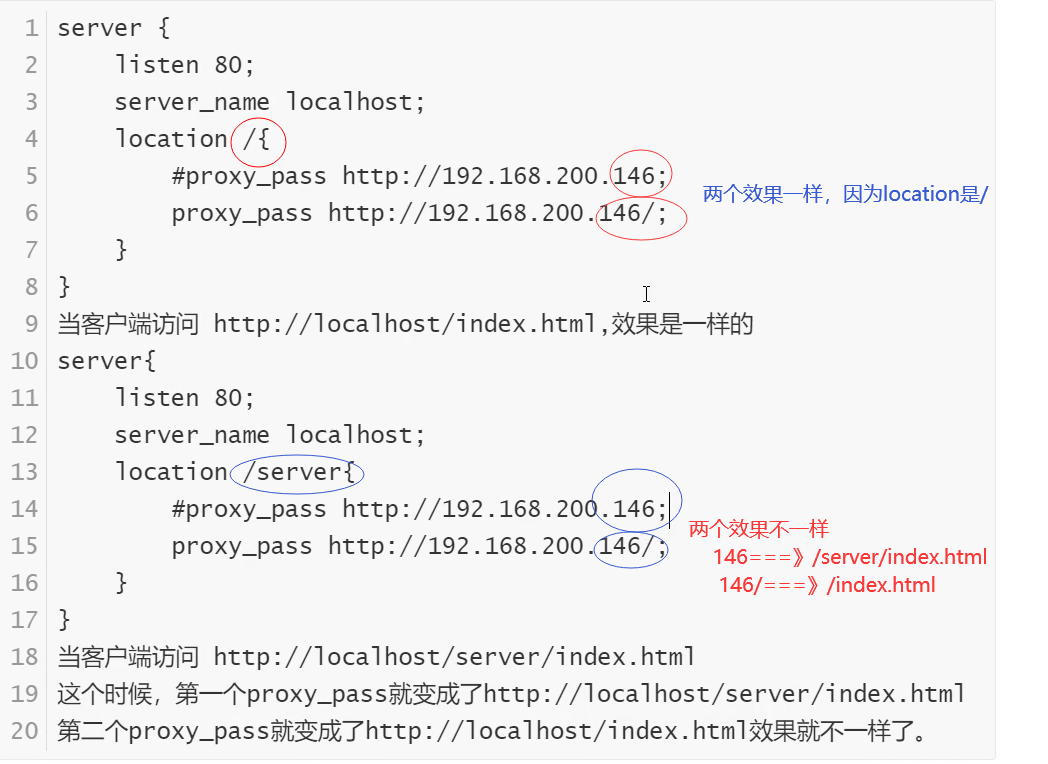 1 server {
2 listen 80;
3 server_name localhost;
4 location /{
5 #proxy_pass http://192.168.200.146;
两个效果一样，因为location是/
6 proxy_pass http://192.168.200.146/;
7 }
8 }
9 当客户端访问 http://localhost/index.html,效果是一样的
10 server{
11 listen 80;
12 server_name localhost;
13 location /server{
14 #proxy_pass http://192.168.200.146;
两个效果不一样
15 proxy_pass http://192.168.200.146/;
146===》/server/index.html
146/===》/index.html
16 }
17 }
18 当客户端访问 http://localhost/server/index.html
19 这个时候，第一个proxy_pass就变成了http://localhost/server/index.html
20 第二个proxy_pass就变成了http://localhost/index.html效果就不一样了。